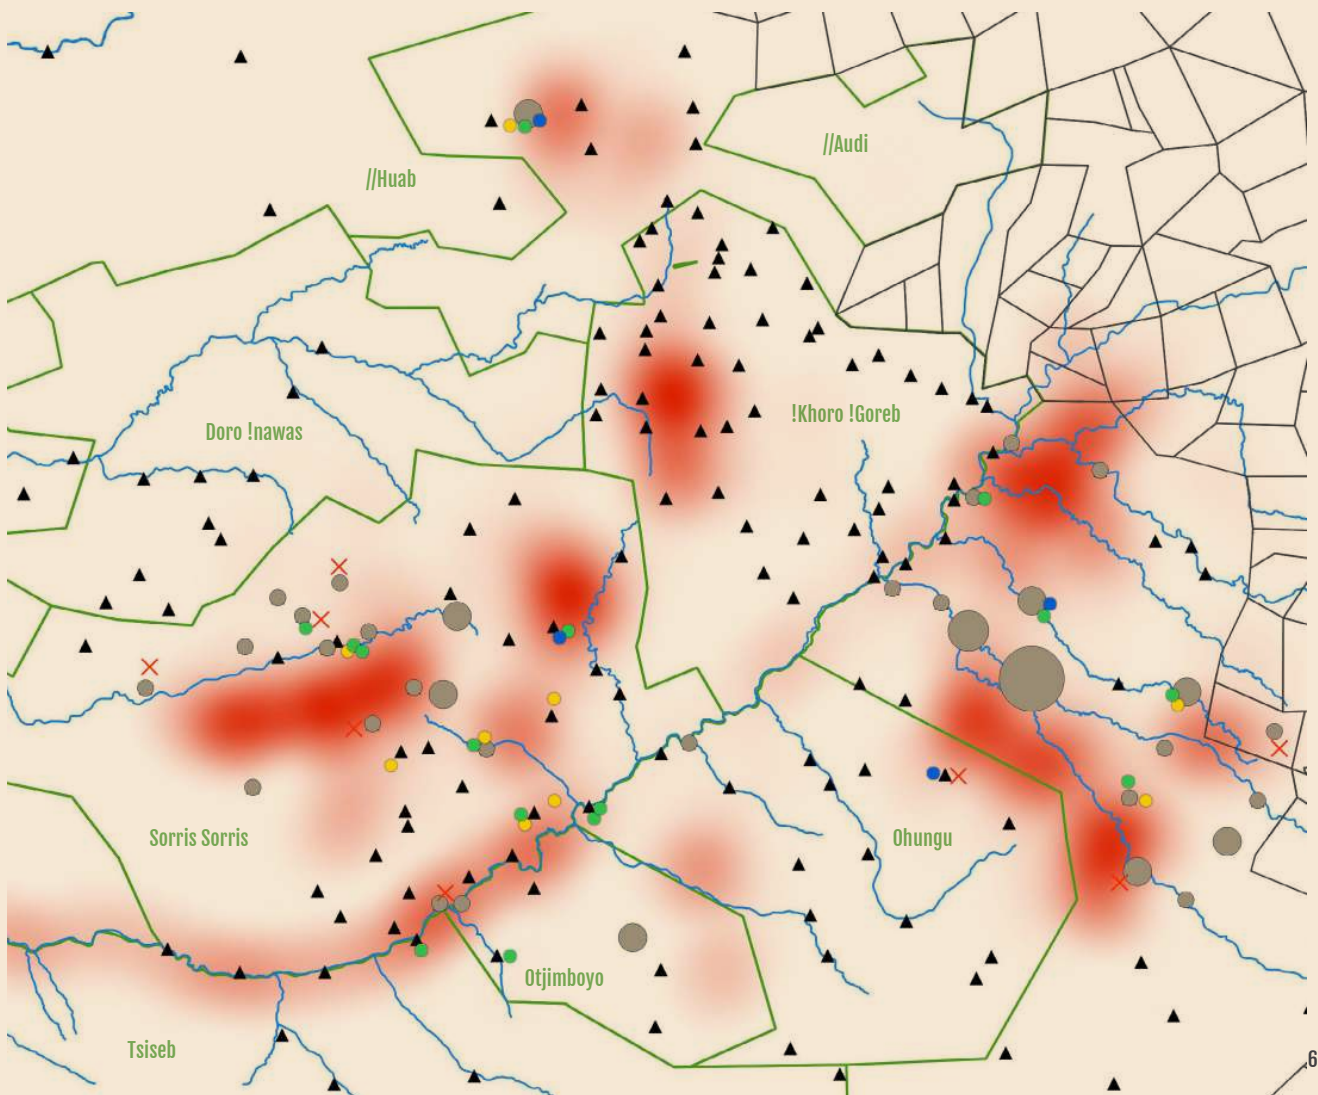 //Audi
//Huab
!Khoro !Goreb
Doro !nawas
Sorris Sorris
Ohungu
Otjimboyo
Tsiseb
6